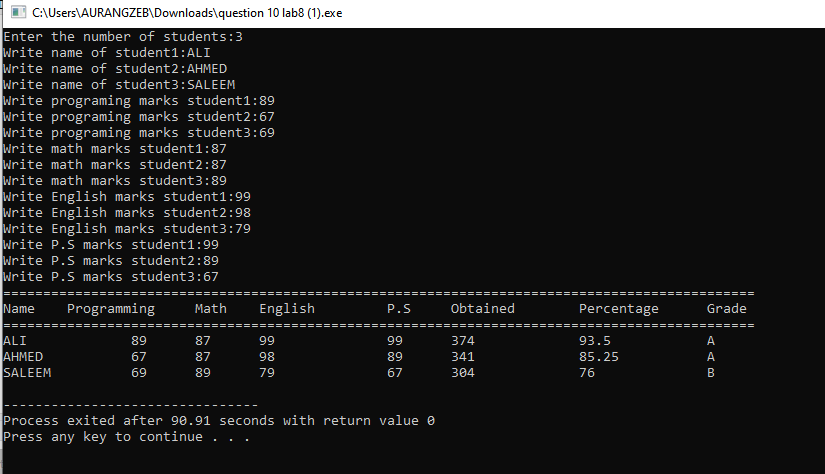 C:\Users\AURANGZEB\Downloads\question 10 lab8 (1).exe
Enter the number of students:3
Write name of student1:ALI
Write name of student2:AHMED
Write name of student3:SALEEM
Write programing marks student1:89
Write programing marks student2:67
Write programing marks student3:69
Write math marks student1:87
Write math marks student2:87
Write math marks student3:89
Write English marks student1:99
Write English marks student2:98
Write English marks student3:79
Write P.S marks student1:99
Write P.S marks student2:89
Write P.S marks student3:67
==============================================================================================
Name    Programming     Math    English         P.S     Obtained        Percentage      Grade
==============================================================================================
ALI             89      87      99              99      374             93.5            A
AHMED           67      87      98              89      341             85.25           A
SALEEM          69      89      79              67      304             76              B
--------------------------------
Process exited after 90.91 seconds with return value 0
Press any key to continue . . .